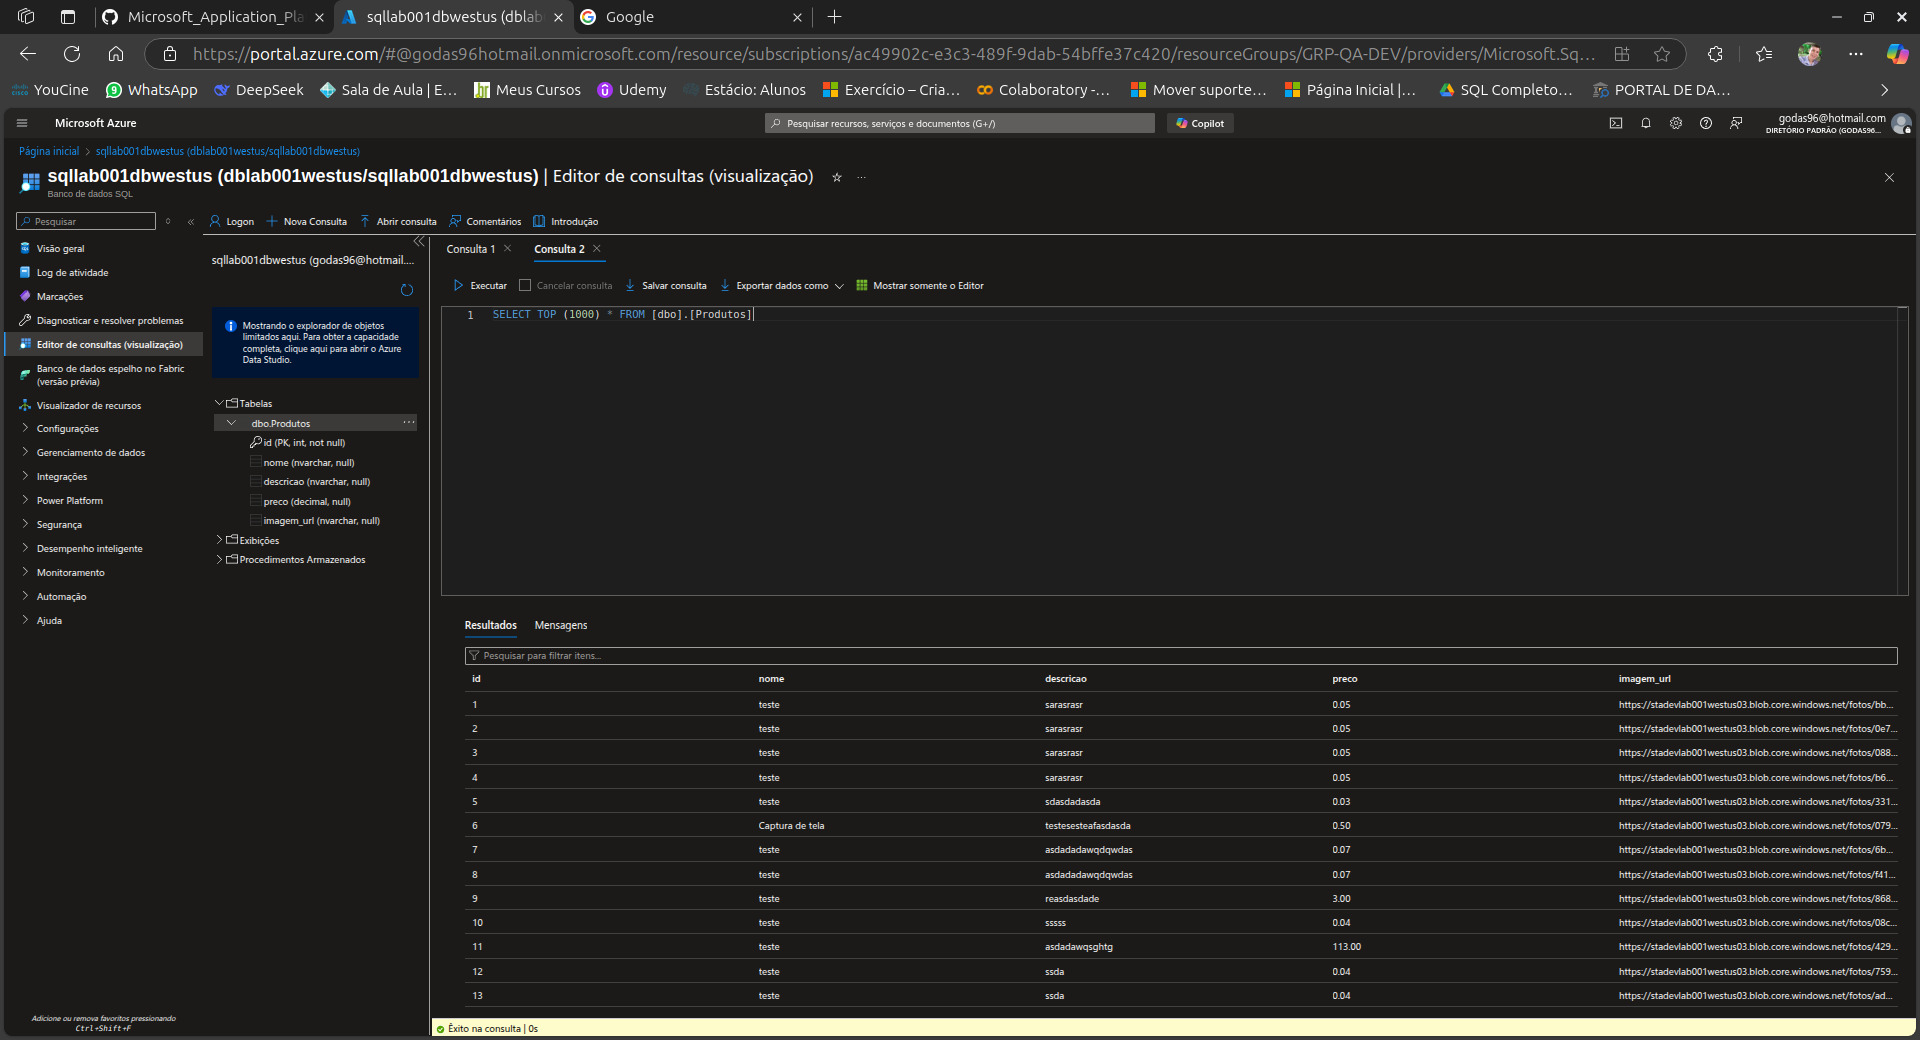 Microsoft_Application_Pla
sqllab001dbwestus (dblab
Google
https://portal.azure.com/#@godas96hotmail.onmicrosoft.com/resource/subscriptions/ac49902c-e3c3-489f-9dab-54bffe37c420/resourceGroups/GRP-QA-DEV/providers/Microsoft.Sq...
YouCine
WhatsApp
DeepSeek
Sala de Aula | E...
Meus Cursos
Udemy
Estácio: Alunos
Exercício – Cria...
Colaboratory -...
Mover suporte...
Página Inicial |...
SQL Completo...
PORTAL DE DA...
Microsoft Azure
Pesquisar recursos, serviços e documentos (G+/)
Copilot
godas96@hotmail.com
DIRETÓRIO PADRÃO (GODAS96...
Página inicial > sqllab001dbwestus (dblab001westus/sqllab001dbwestus)
sqllab001dbwestus (dblab001westus/sqllab001dbwestus) | Editor de consultas (visualização)
Banco de dados SQL
Pesquisar
Logon
Nova Consulta
Abrir consulta
Comentários
Introdução
Visão geral
Log de atividade
Marcações
Diagnosticar e resolver problemas
Editor de consultas (visualização)
Banco de dados espelho no Fabric
(versão prévia)
Visualizador de recursos
Configurações
Gerenciamento de dados
Integrações
Power Platform
Segurança
Desempenho inteligente
Monitoramento
Automação
Ajuda
Adicione ou remova favoritos pressionando
Ctrl+Shift+F
sqllab001dbwestus (godas96@hotmail....
Mostrando o explorador de objetos
limitados aqui. Para obter a capacidade
completa, clique aqui para abrir o Azure
Data Studio.
Tabelas
dbo.Produtos
id (PK, int, not null)
nome (nvarchar, null)
descricao (nvarchar, null)
preco (decimal, null)
imagem_url (nvarchar, null)
Exibições
Procedimentos Armazenados
Consulta 1
Consulta 2
Executar
Cancelar consulta
Salvar consulta
Exportar dados como
Mostrar somente o Editor
1 SELECT TOP (1000) * FROM [dbo].[Produtos]
Resultados
Mensagens
Pesquisar para filtrar itens...
id nome descricao preco imagem_url
1 teste sarasrasr 0.05 https://stadevlab001westus03.blob.core.windows.net/fotos/bb...
2 teste sarasrasr 0.05 https://stadevlab001westus03.blob.core.windows.net/fotos/0e7...
3 teste sarasrasr 0.05 https://stadevlab001westus03.blob.core.windows.net/fotos/088...
4 teste sarasrasr 0.05 https://stadevlab001westus03.blob.core.windows.net/fotos/b6...
5 teste sdasdadasda 0.03 https://stadevlab001westus03.blob.core.windows.net/fotos/331...
6 Captura de tela testesesteafasdasda 0.50 https://stadevlab001westus03.blob.core.windows.net/fotos/079...
7 teste asdadadawqdqwdas 0.07 https://stadevlab001westus03.blob.core.windows.net/fotos/6b...
8 teste asdadadawqdqwdas 0.07 https://stadevlab001westus03.blob.core.windows.net/fotos/f41...
9 teste reasdasdade 3.00 https://stadevlab001westus03.blob.core.windows.net/fotos/868...
10 teste sssss 0.04 https://stadevlab001westus03.blob.core.windows.net/fotos/08c...
11 teste asdadawqsghtg 113.00 https://stadevlab001westus03.blob.core.windows.net/fotos/429...
12 teste ssda 0.04 https://stadevlab001westus03.blob.core.windows.net/fotos/759...
13 teste ssda 0.04 https://stadevlab001westus03.blob.core.windows.net/fotos/ad...
Êxito na consulta | 0s